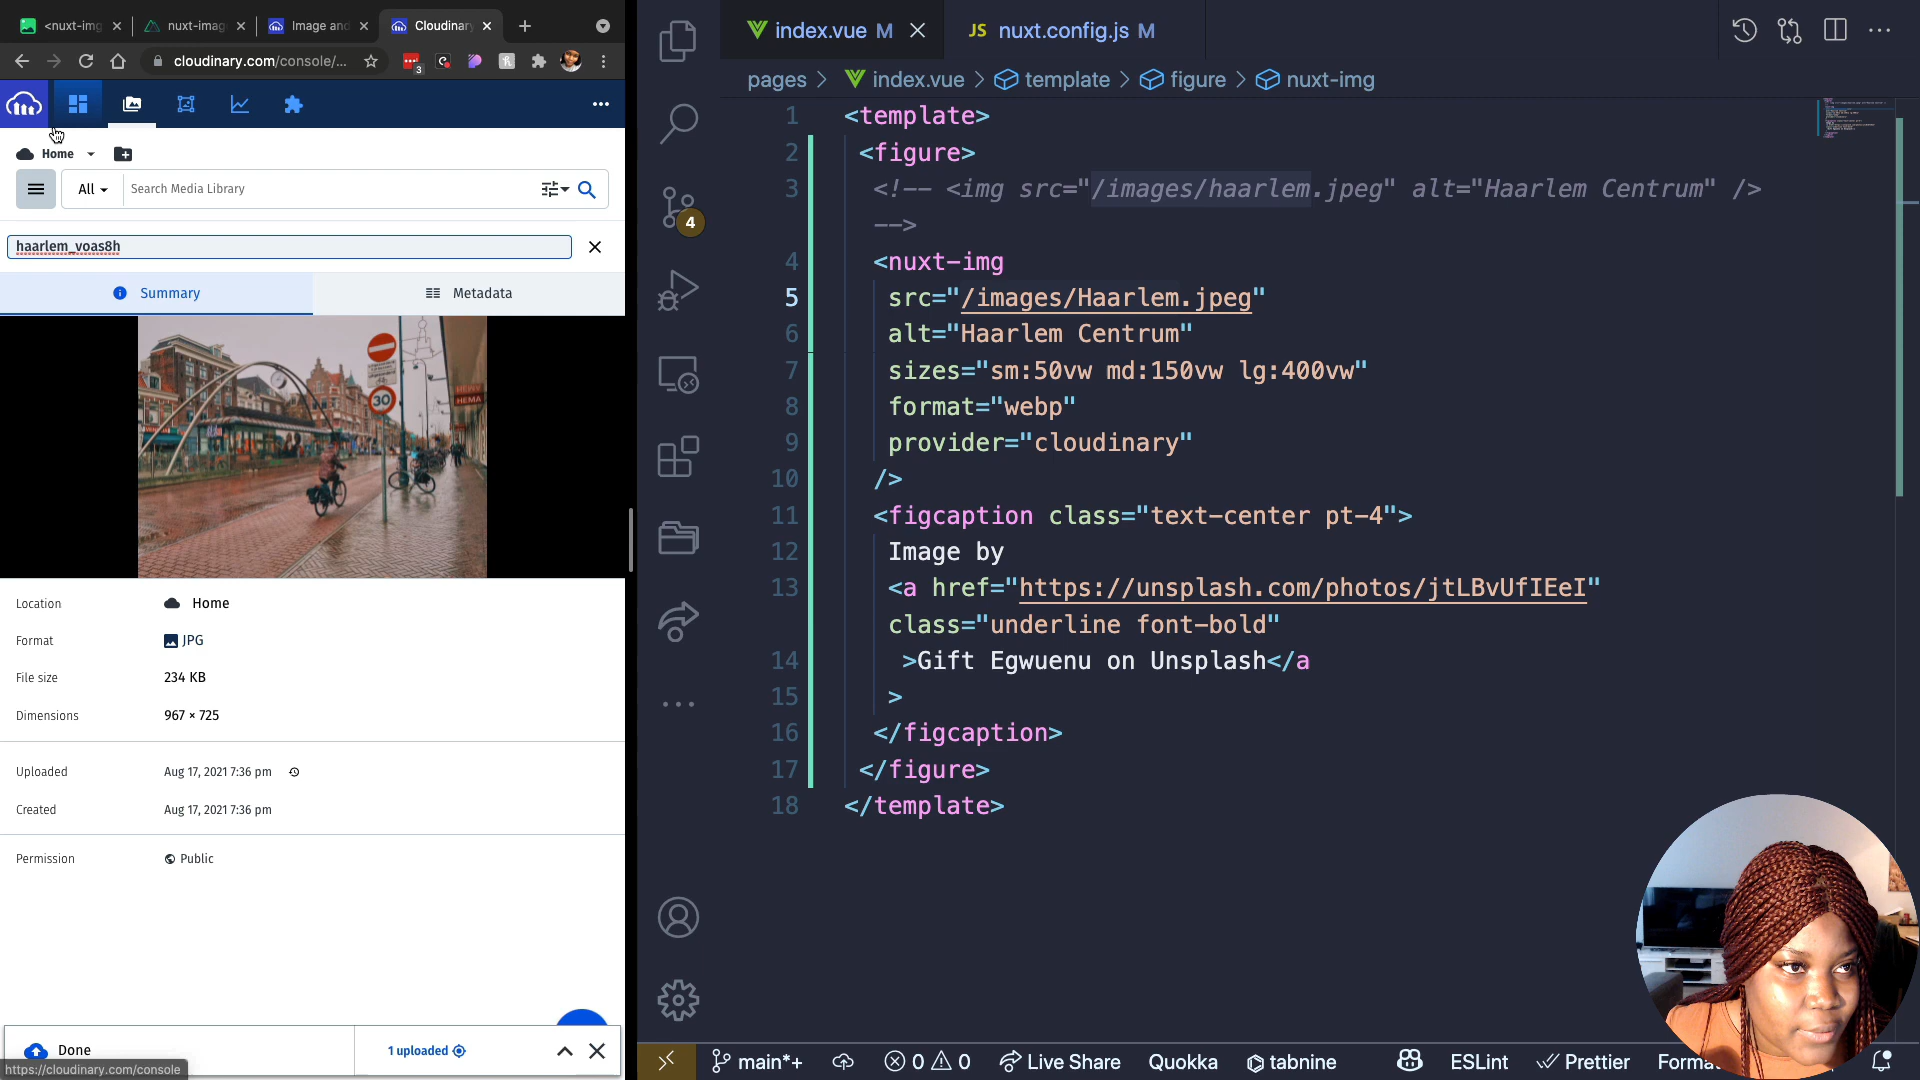 <nuxt-img
nuxt-imag
Image and
Cloudinary
cloudinary.com/console/...
3
Home
All
Search Media Library
haarlem_voas8h
Summary
Metadata
30
HEMA
Location
Home
Format
JPG
File size
234 KB
Dimensions
967 × 725
Uploaded
Aug 17, 2021 7:36 pm
Created
Aug 17, 2021 7:36 pm
Permission
Public
Done
1 uploaded
https://cloudinary.com/console
index.vue M
JS nuxt.config.js M
pages > index.vue > template > figure > nuxt-img
4
1 <template>
2 <figure>
3 <!-- <img src="/images/haarlem.jpeg" alt="Haarlem Centrum" />
-->
4 <nuxt-img
5 src="/images/Haarlem.jpeg"
6 alt="Haarlem Centrum"
7 sizes="sm:50vw md:150vw lg:400vw"
8 format="webp"
9 provider="cloudinary"
10 />
11 <figcaption class="text-center pt-4">
12 Image by
13 <a href="https://unsplash.com/photos/jtLBvUfIEeI"
class="underline font-bold"
14 >Gift Egwuenu on Unsplash</a
15 >
16 </figcaption>
17 </figure>
18 </template>
main*+
0
0
Live Share
Quokka
tabnine
ESLint
Prettier